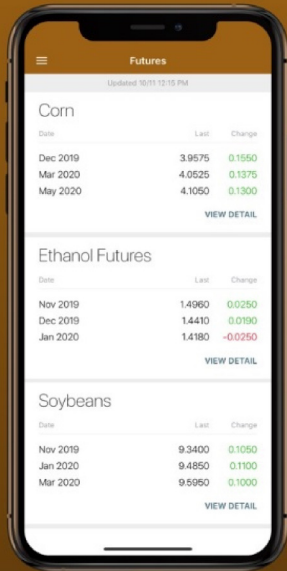 Futures
Updated 10/11 12:15 PM
Corn
Date Last Change
Dec 2019 3.9575 0.1550
Mar 2020 4.0525 0.1375
May 2020 4.1050 0.1300
VIEW DETAIL
Ethanol Futures
Date Last Change
Nov 2019 1.4960 0.0250
Dec 2019 1.4410 0.0190
Jan 2020 1.4180 -0.0250
VIEW DETAIL
Soybeans
Date Last Change
Nov 2019 9.3400 0.1050
Jan 2020 9.4850 0.1100
Mar 2020 9.5950 0.1000
VIEW DETAIL